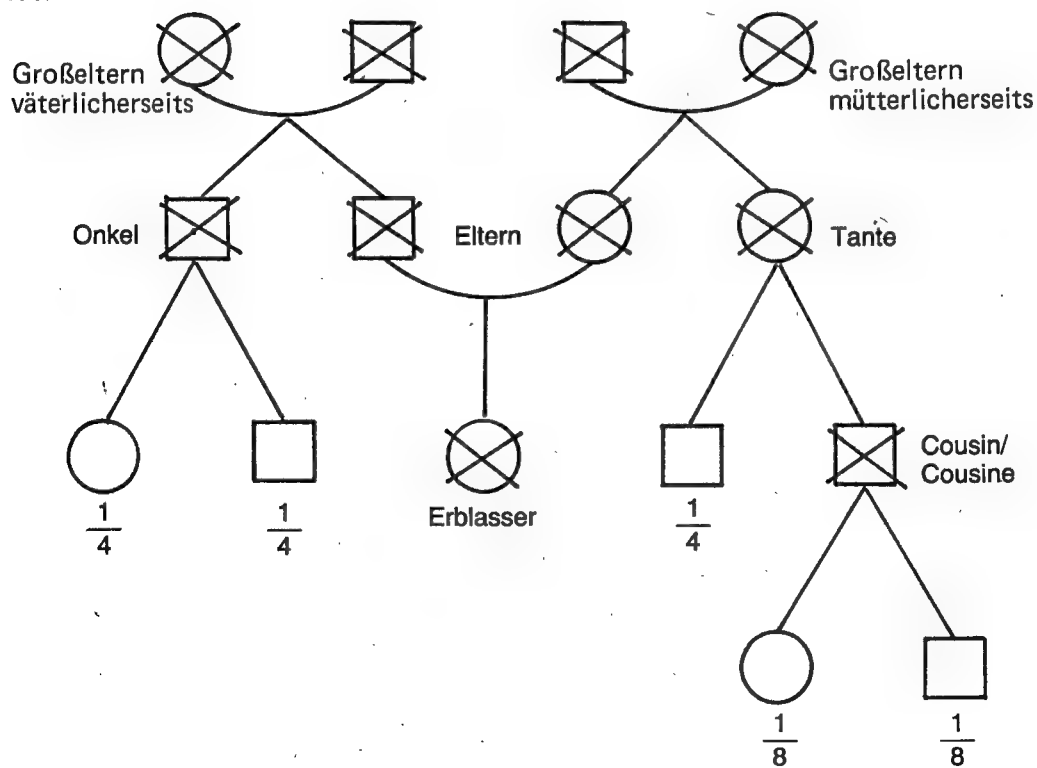 Großeltern
väterlicherseits
Großeltern
mütterlicherseits
Onkel
Eltern
Tante
Cousin/
Cousine
Erblasser
1
4
1
4
1
4
1
8
1
8